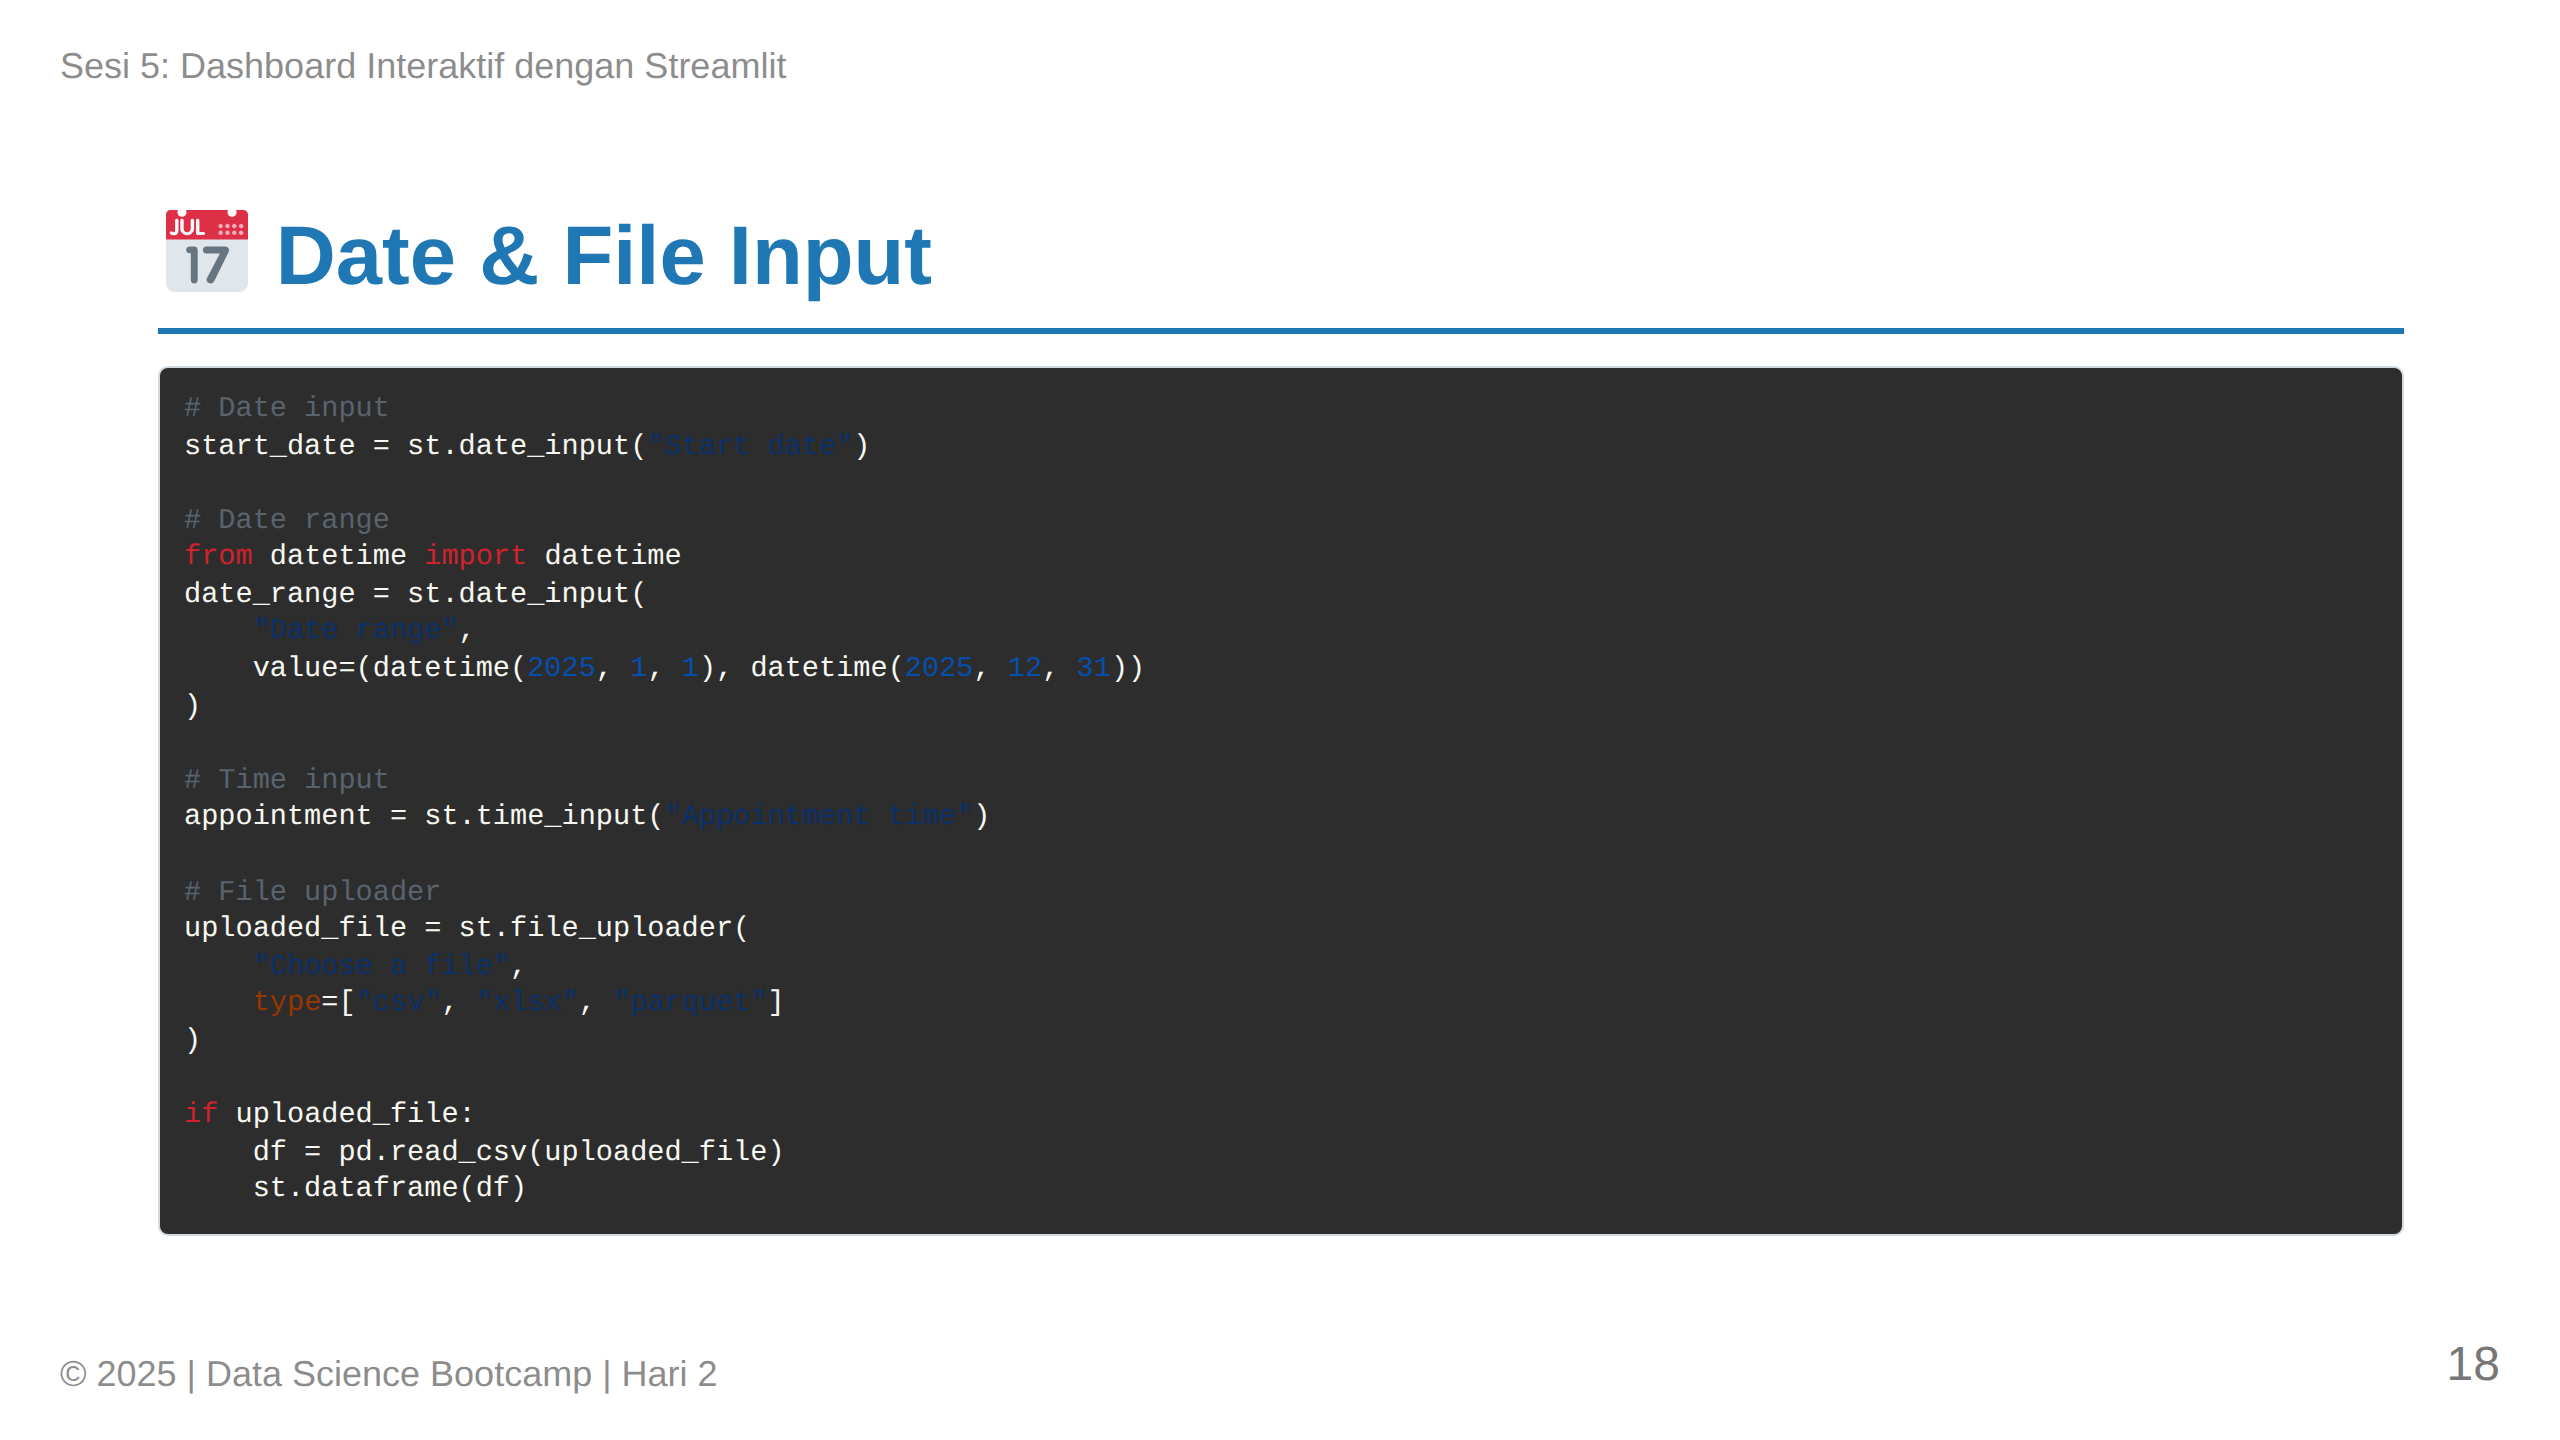 Sesi 5: Dashboard Interaktif dengan Streamlit
JUL
17
Date & File Input
# Date input
start_date = st.date_input("Start date")

# Date range
from datetime import datetime
date_range = st.date_input(
    "Date range",
    value=(datetime(2025, 1, 1), datetime(2025, 12, 31))
)

# Time input
appointment = st.time_input("Appointment time")

# File uploader
uploaded_file = st.file_uploader(
    "Choose a file",
    type=["csv", "xlsx", "parquet"]
)

if uploaded_file:
    df = pd.read_csv(uploaded_file)
    st.dataframe(df)
© 2025 | Data Science Bootcamp | Hari 2
18